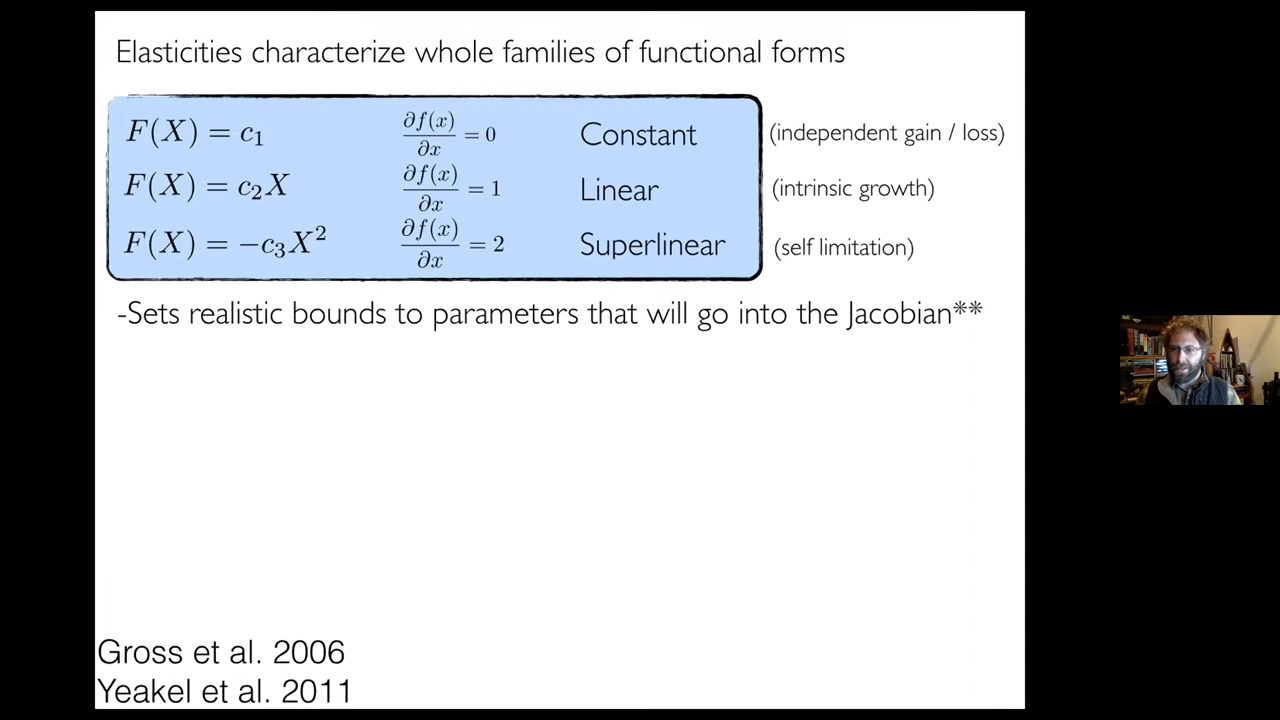 Elasticities characterize whole families of functional forms
F(X) = c₁ ∂f(x)/∂x = 0 Constant (independent gain / loss)
F(X) = c₂X ∂f(x)/∂x = 1 Linear (intrinsic growth)
F(X) = −c₃X² ∂f(x)/∂x = 2 Superlinear (self limitation)
-Sets realistic bounds to parameters that will go into the Jacobian**
Gross et al. 2006
Yeakel et al. 2011